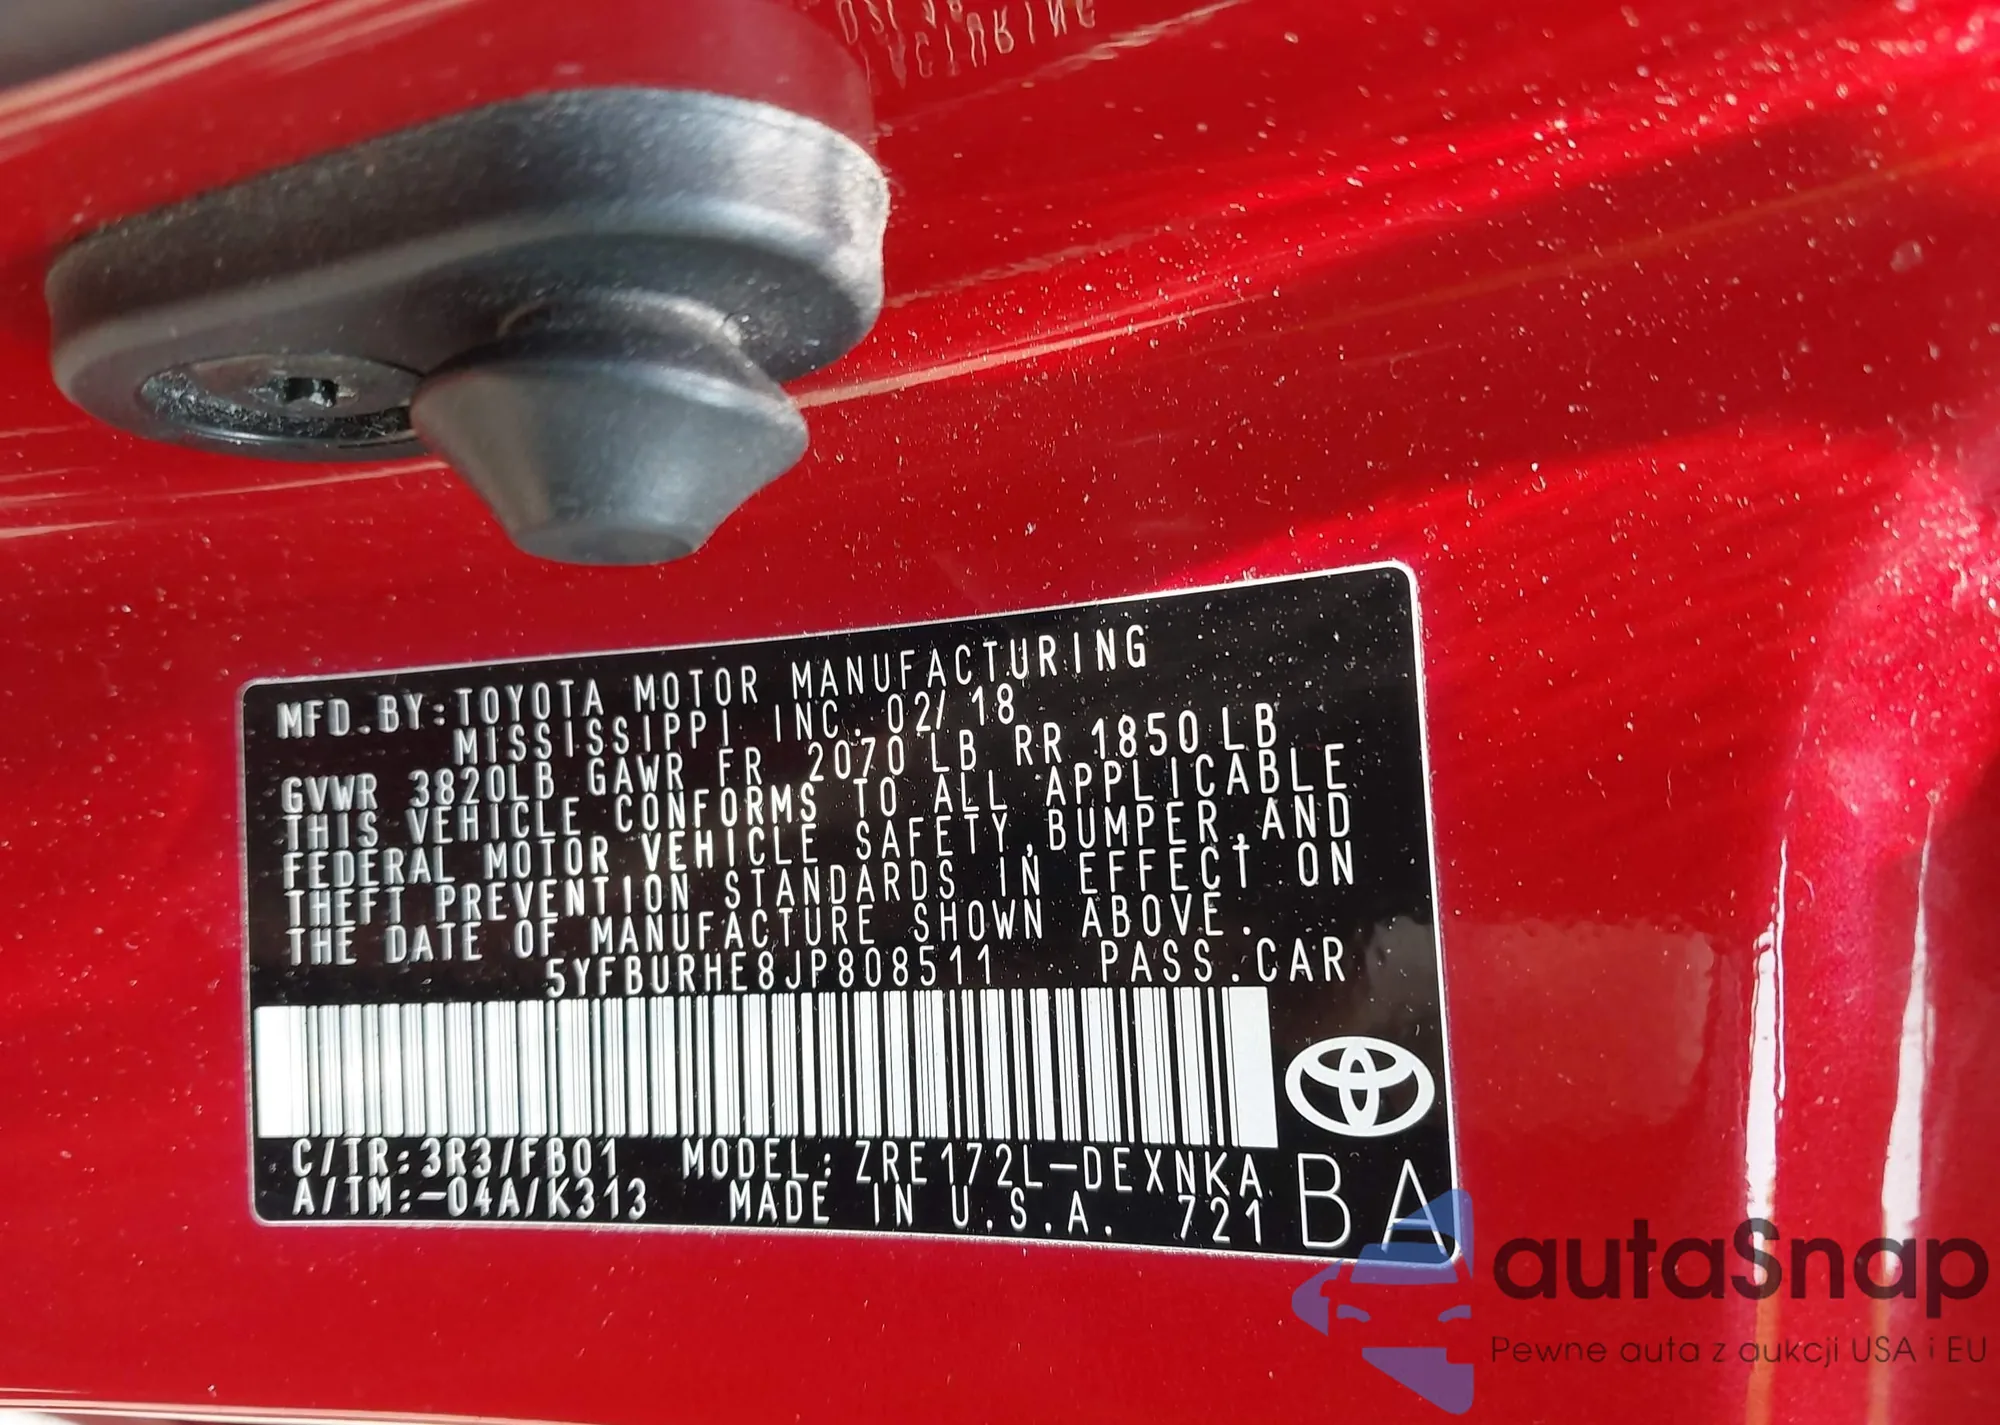 MFD. BY: TOYOTA MOTOR MANUFACTURING
MISSISSIPPI INC. 02/18
GVWR 3820LB GAWR FR 2070 LB RR 1850 LB
THIS VEHICLE CONFORMS TO ALL APPLICABLE
FEDERAL MOTOR VEHICLE SAFETY, BUMPER, AND
THEFT PREVENTION STANDARDS IN EFFECT ON
THE DATE OF MANUFACTURE SHOWN ABOVE.
5YFBURHE8JP808511 PASS. CAR
C/TR: 3R3/FB01 MODEL: ZRE172L-DEXNKA
A/TM: -04A/K313 MADE IN U.S.A. 721
BA
autaSnap
Pewne auta z aukcji USA i EU